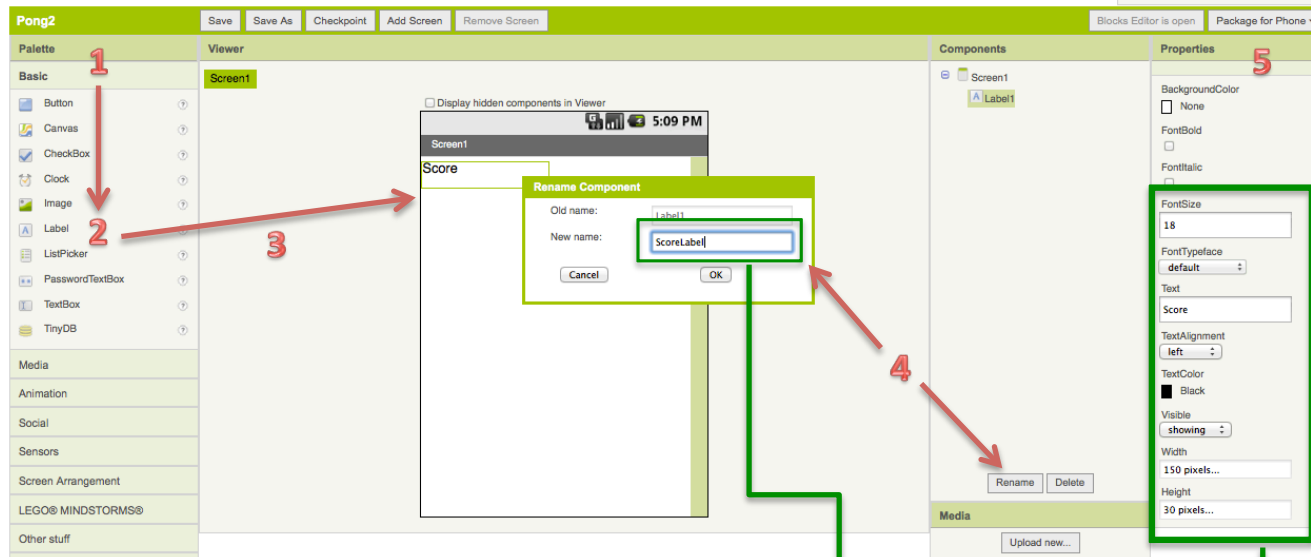 Pong2
Save
Save As
Checkpoint
Add Screen
Remove Screen
Blocks Editor is open
Package for Phone
Palette
1
Basic
Button
Canvas
CheckBox
Clock
Image
Label
2
ListPicker
PasswordTextBox
TextBox
TinyDB
Media
Animation
Social
Sensors
Screen Arrangement
LEGO® MINDSTORMS®
Other stuff
3
Viewer
Screen1
Display hidden components in Viewer
5:09 PM
Screen1
Score
Rename Component
Old name:
Label1
New name:
ScoreLabel
Cancel
OK
4
Components
Screen1
A Label1
Rename
Delete
Media
Upload new...
Properties
5
BackgroundColor
None
FontBold
FontItalic
FontSize
18
FontTypeface
default
Text
Score
TextAlignment
left
TextColor
Black
Visible
showing
Width
150 pixels...
Height
30 pixels...